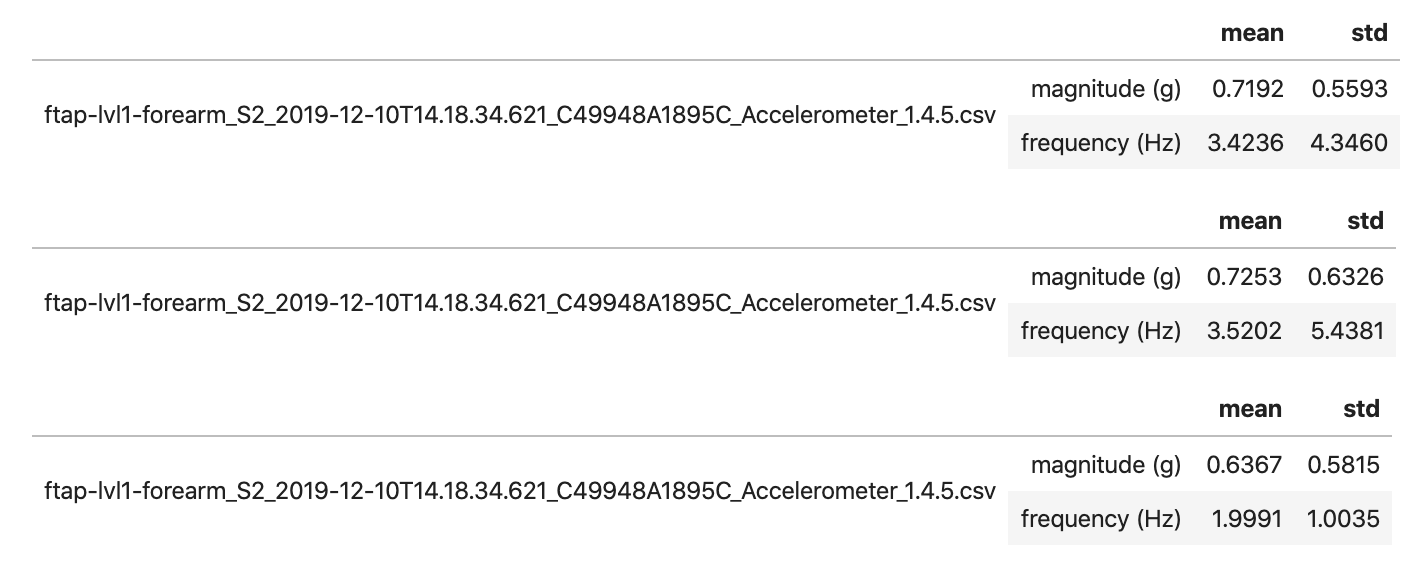 mean std
magnitude (g) 0.7192 0.5593
ftap-lvl1-forearm_S2_2019-12-10T14.18.34.621_C49948A1895C_Accelerometer_1.4.5.csv
frequency (Hz) 3.4236 4.3460
mean std
magnitude (g) 0.7253 0.6326
ftap-lvl1-forearm_S2_2019-12-10T14.18.34.621_C49948A1895C_Accelerometer_1.4.5.csv
frequency (Hz) 3.5202 5.4381
mean std
magnitude (g) 0.6367 0.5815
ftap-lvl1-forearm_S2_2019-12-10T14.18.34.621_C49948A1895C_Accelerometer_1.4.5.csv
frequency (Hz) 1.9991 1.0035